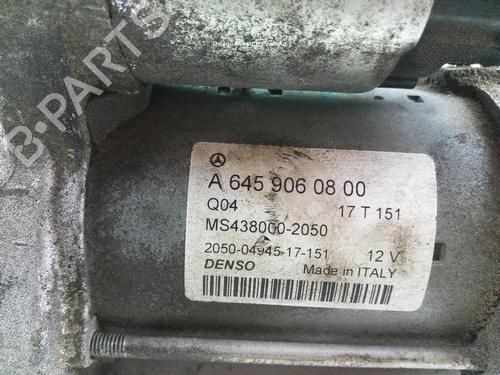 B-PARTS
A 645 906 08 00
Q04 17 T 151
MS438000-2050
2050-04945-17-151 12 V
DENSO Made in ITALY